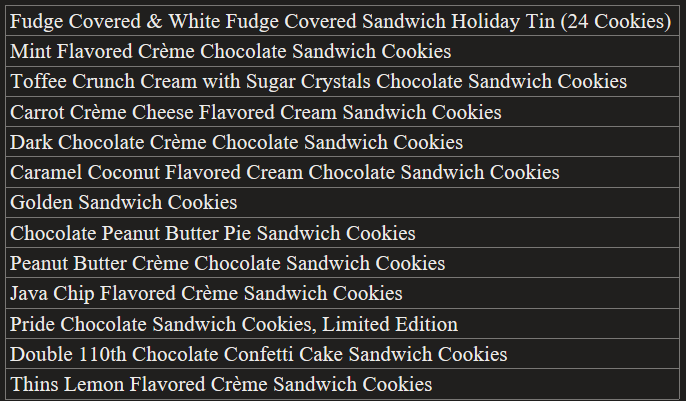 Fudge Covered & White Fudge Covered Sandwich Holiday Tin (24 Cookies)
Mint Flavored Crème Chocolate Sandwich Cookies
Toffee Crunch Cream with Sugar Crystals Chocolate Sandwich Cookies
Carrot Crème Cheese Flavored Cream Sandwich Cookies
Dark Chocolate Crème Chocolate Sandwich Cookies
Caramel Coconut Flavored Cream Chocolate Sandwich Cookies
Golden Sandwich Cookies
Chocolate Peanut Butter Pie Sandwich Cookies
Peanut Butter Crème Chocolate Sandwich Cookies
Java Chip Flavored Crème Sandwich Cookies
Pride Chocolate Sandwich Cookies, Limited Edition
Double 110th Chocolate Confetti Cake Sandwich Cookies
Thins Lemon Flavored Crème Sandwich Cookies